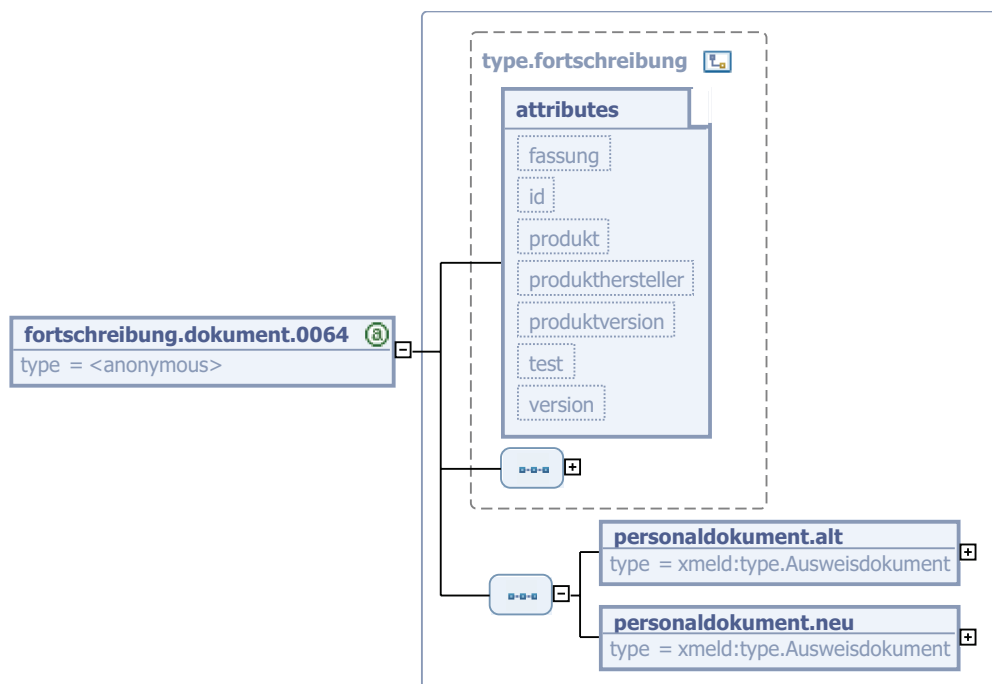 type.fortschreibung
attributes
fassung
id
produkt
produkthersteller
produktversion
test
version
fortschreibung.dokument.0064 @
type = <anonymous>
personaldokument.alt
type = xmeld:type.Ausweisdokument
personaldokument.neu
type = xmeld:type.Ausweisdokument